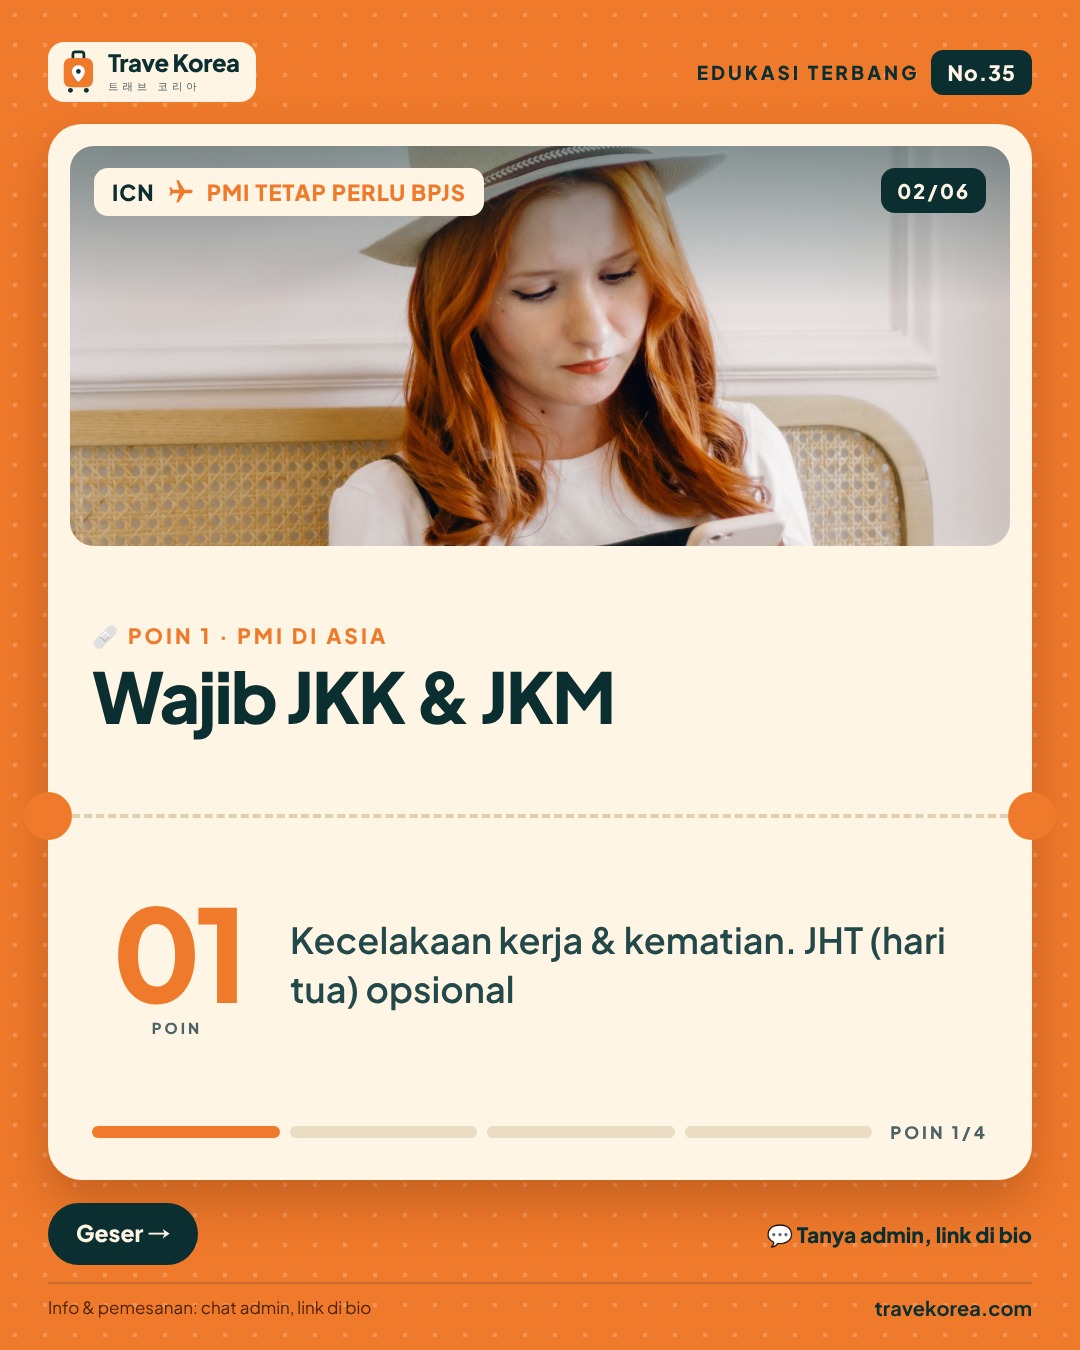 Trave Korea
트래브 코리아
EDUKASI TERBANG
No.35
ICN ✈ PMI TETAP PERLU BPJS
02/06
🩹 POIN 1 · PMI DI ASIA
Wajib JKK & JKM
01
POIN
Kecelakaan kerja & kematian. JHT (hari
tua) opsional
POIN 1/4
Geser →
💬 Tanya admin, link di bio
Info & pemesanan: chat admin, link di bio
travekorea.com